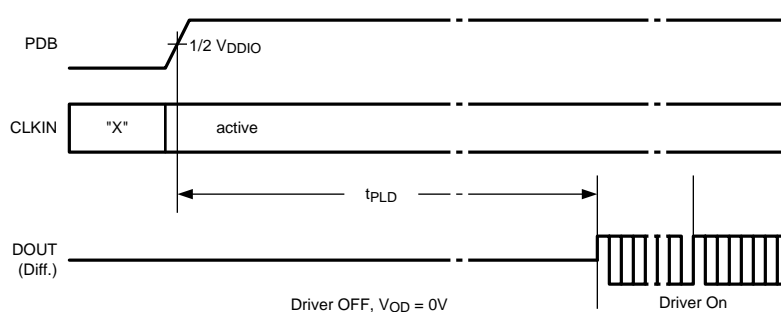 PDB
1/2 VDDIO
CLKIN
"X"
active
tPLD
DOUT
(Diff.)
Driver OFF, VOD = 0V
Driver On